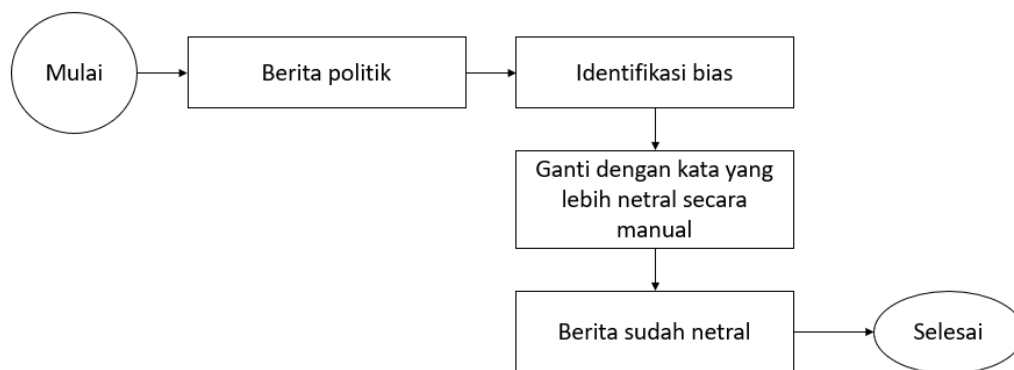 Mulai
Berita politik
Identifikasi bias
Ganti dengan kata yang
lebih netral secara
manual
Berita sudah netral
Selesai